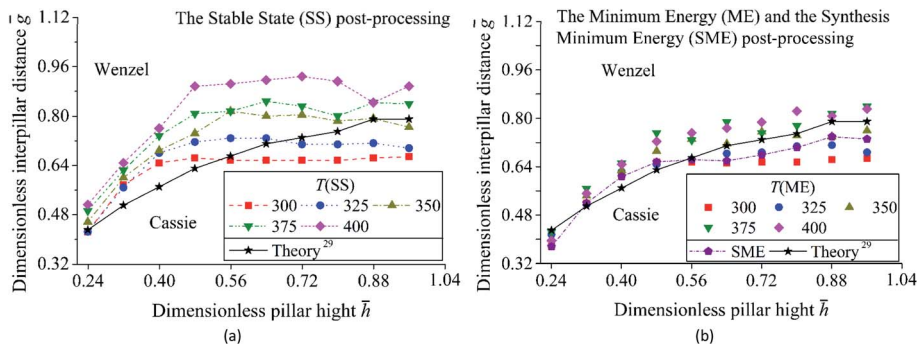 The Stable State (SS) post-processing
Dimensionless interpillar distance g
1.12
0.96
0.80
0.64
0.48
0.32
Wenzel
Cassie
T(SS)
300 325 350
375 400
Theory29
0.24 0.40 0.56 0.72 0.88 1.04
Dimensionless pillar hight h̄
(a)
The Minimum Energy (ME) and the Synthesis
Minimum Energy (SME) post-processing
Dimensionless interpillar distance g
1.12
0.96
0.80
0.64
0.48
0.32
Wenzel
Cassie
T(ME)
300 325 350
375 400
SME Theory29
0.24 0.40 0.56 0.72 0.88 1.04
Dimensionless pillar hight h̄
(b)